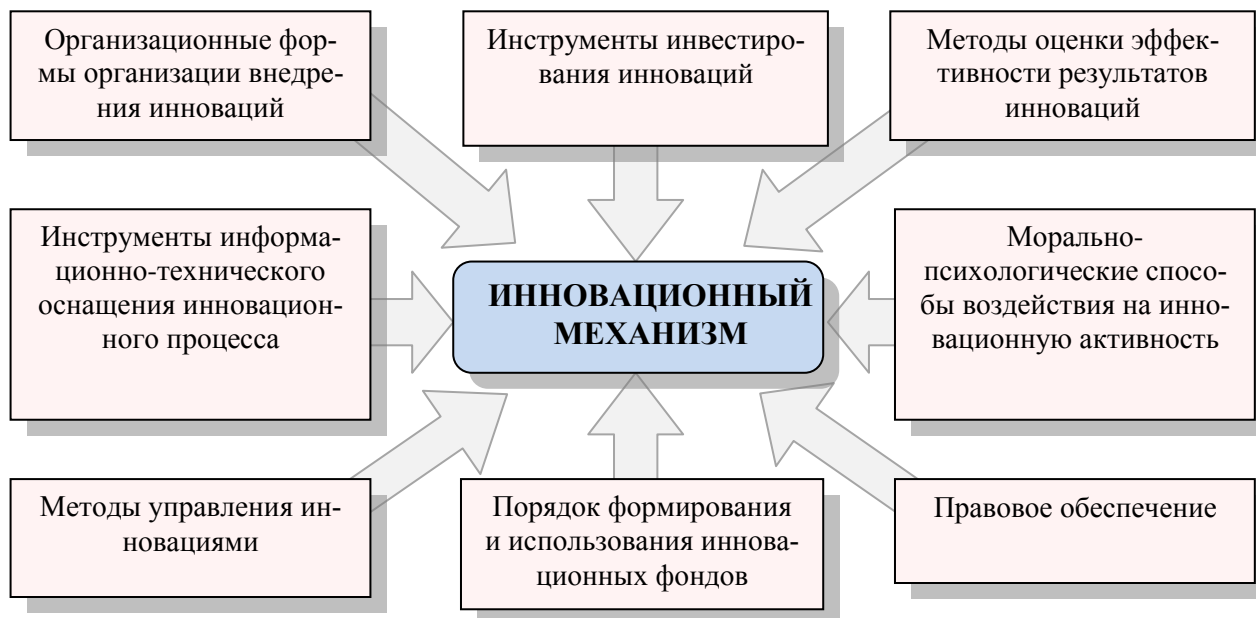 Организационные фор-
мы организации внедре-
ния инноваций
Инструменты инвестиро-
вания инноваций
Методы оценки эффек-
тивности результатов
инноваций
Инструменты информа-
ционно-технического
оснащения инновацион-
ного процесса
ИННОВАЦИОННЫЙ
МЕХАНИЗМ
Морально-
психологические спосо-
бы воздействия на инно-
вационную активность
Методы управления ин-
новациями
Порядок формирования
и использования иннова-
ционных фондов
Правовое обеспечение